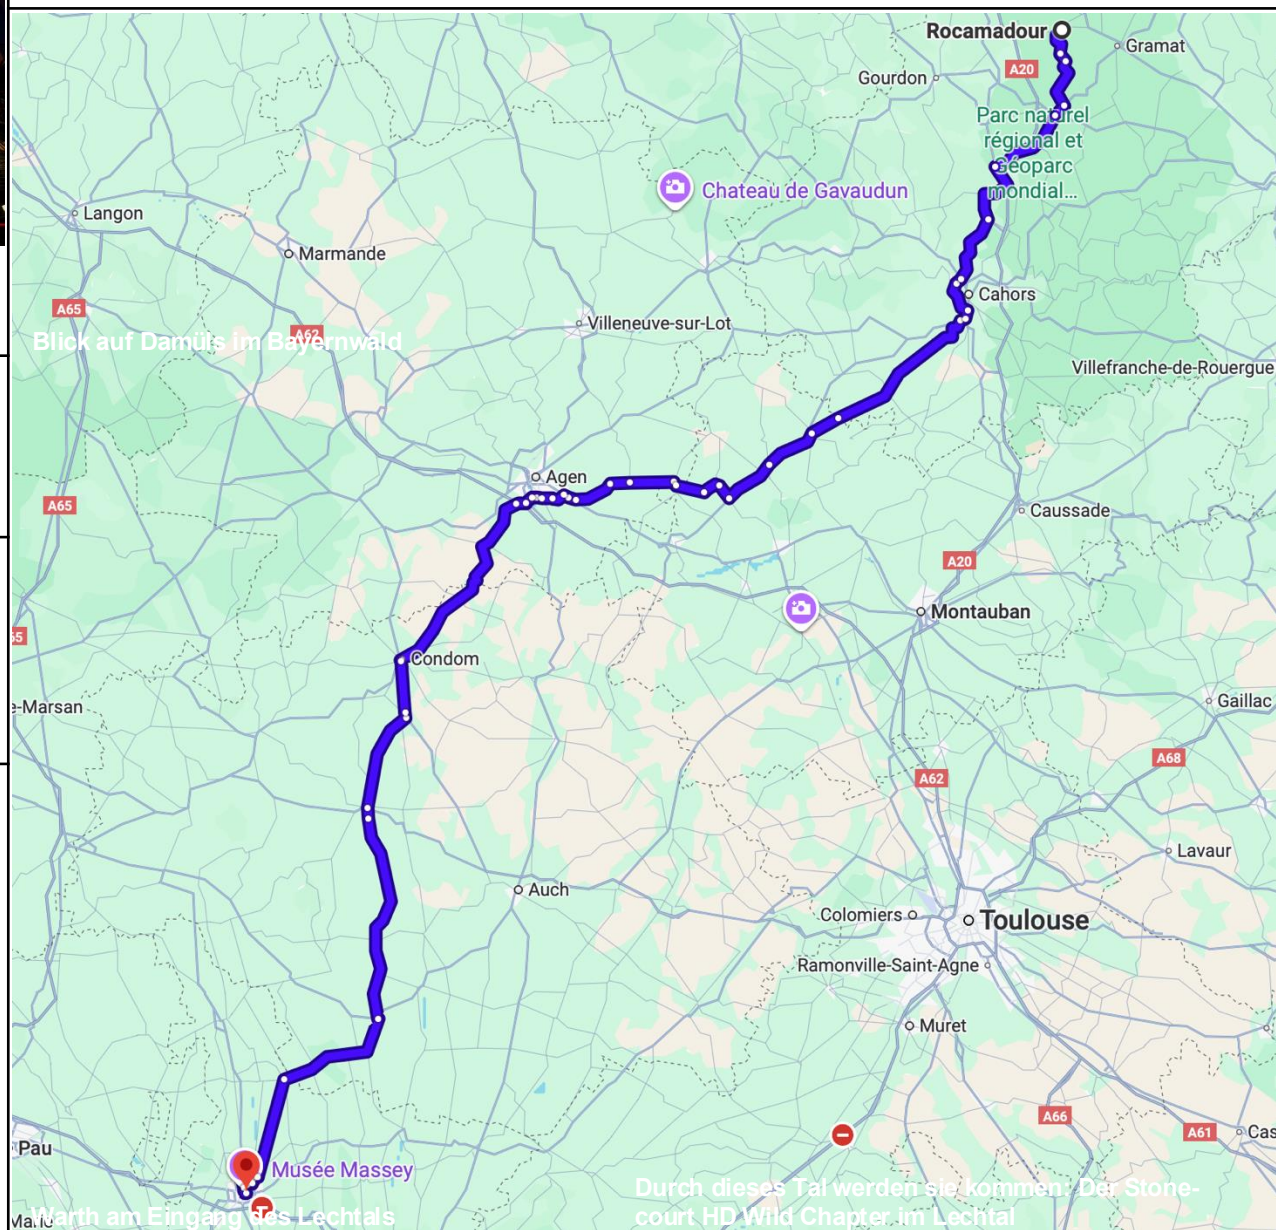 Rocamadour
Gramat
A20
Gourdon
Parc naturel
régional et
Géoparc
mondial...
Chateau de Gavaudun
Langon
Marmande
Cahors
A65
A62
Villeneuve-sur-Lot
Blick auf Damüls im Bayernwald
Villefranche-de-Rouergue
Agen
A65
Caussade
A20
Montauban
65
Condom
e-Marsan
Gaillac
A68
A62
Lavaur
Auch
Colomiers
Toulouse
Ramonville-Saint-Agne
Muret
A66
A61
Cas
Pau
Musée Massey
Durch dieses Tal werden sie kommen: Der Stone-
court HD Wild Chapter im Lechtal
Warth am Eingang des Lechtals